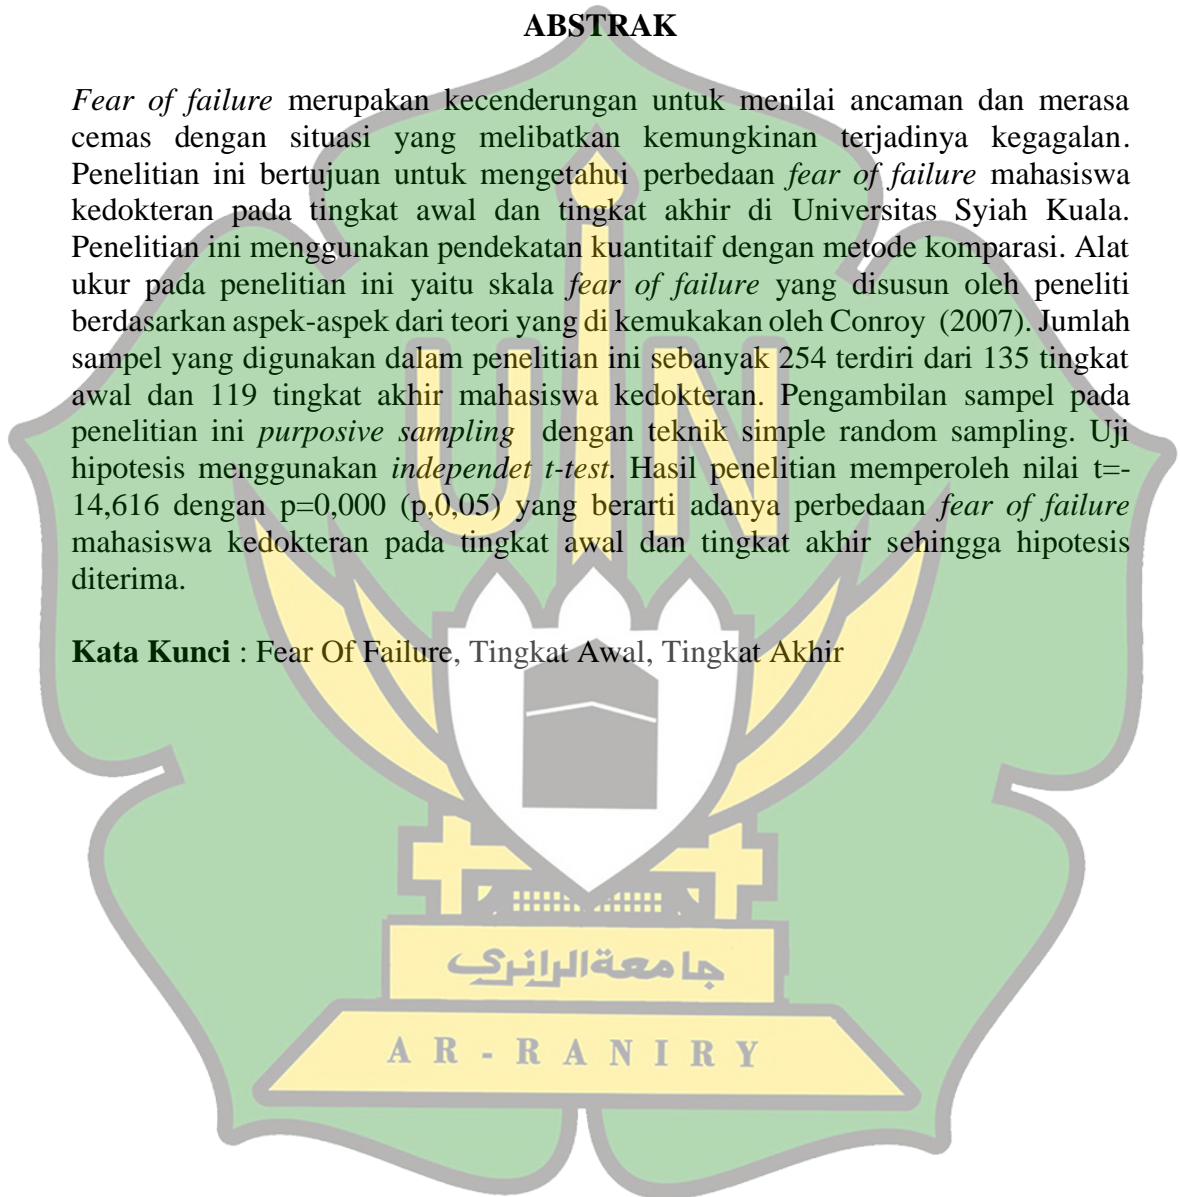 ABSTRAK
Fear of failure merupakan kecenderungan untuk menilai ancaman dan merasa
cemas dengan situasi yang melibatkan kemungkinan terjadinya kegagalan.
Penelitian ini bertujuan untuk mengetahui perbedaan fear of failure mahasiswa
kedokteran pada tingkat awal dan tingkat akhir di Universitas Syiah Kuala.
Penelitian ini menggunakan pendekatan kuantitaif dengan metode komparasi. Alat
ukur pada penelitian ini yaitu skala fear of failure yang disusun oleh peneliti
berdasarkan aspek-aspek dari teori yang di kemukakan oleh Conroy (2007). Jumlah
sampel yang digunakan dalam penelitian ini sebanyak 254 terdiri dari 135 tingkat
awal dan 119 tingkat akhir mahasiswa kedokteran. Pengambilan sampel pada
penelitian ini purposive sampling dengan teknik simple random sampling. Uji
hipotesis menggunakan independet t-test. Hasil penelitian memperoleh nilai t=-
14,616 dengan p=0,000 (p,0,05) yang berarti adanya perbedaan fear of failure
mahasiswa kedokteran pada tingkat awal dan tingkat akhir sehingga hipotesis
diterima.
Kata Kunci : Fear Of Failure, Tingkat Awal, Tingkat Akhir
UIN
جامعةالرانري
AR-RANIRY